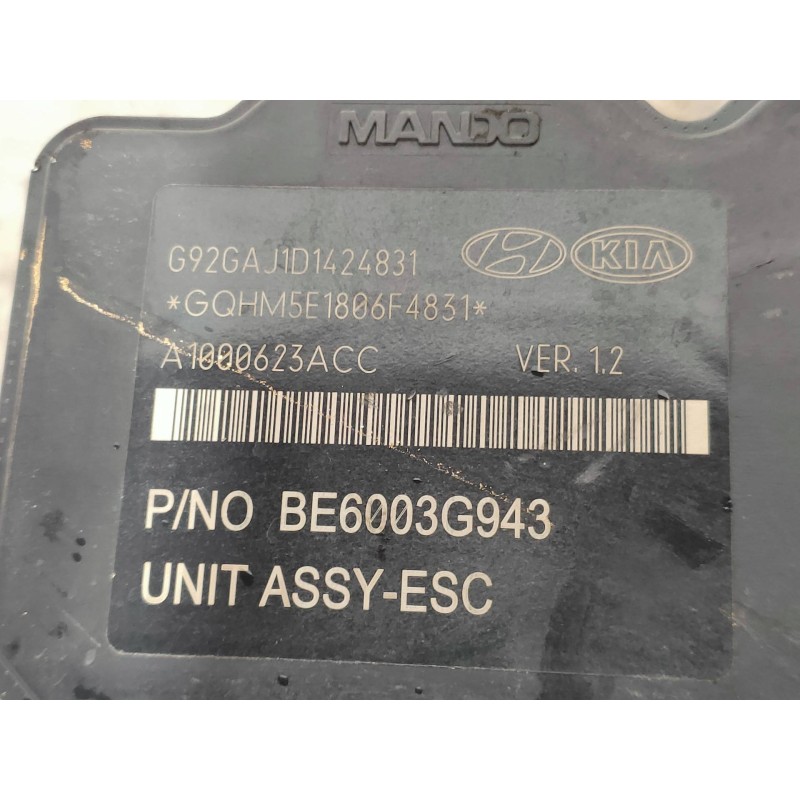 MANDO
G92GAJ1D1424831
KIA
*GQHM5E1806F4831*
A1000623ACC VER. 1.2
P/NO BE6003G943
UNIT ASSY-ESC